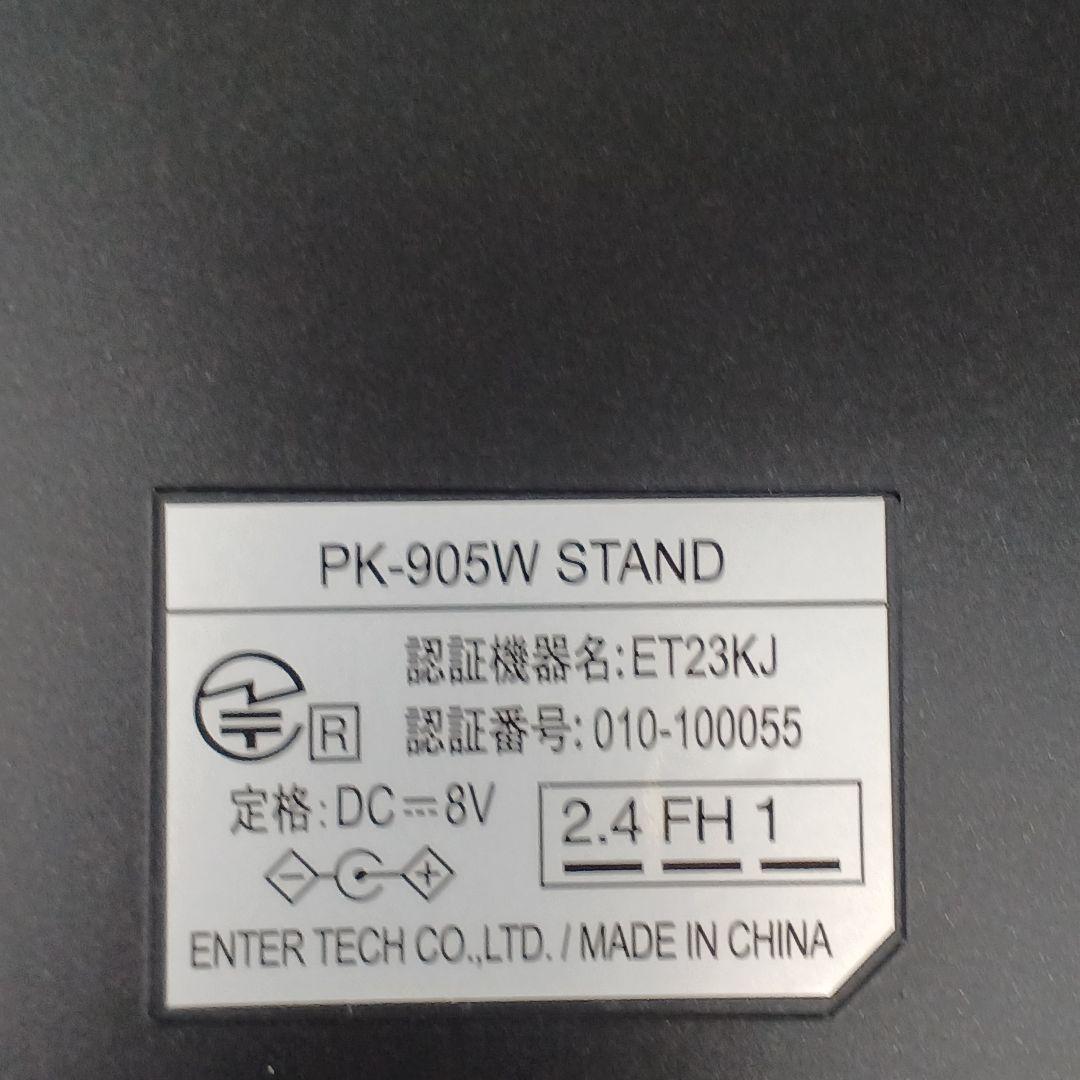 PK-905W STAND
認証機器名:ET23KJ
R
認証番号:010-100055
定格:DC⎓8V
2.4 FH 1
- +
ENTER TECH CO.,LTD. / MADE IN CHINA